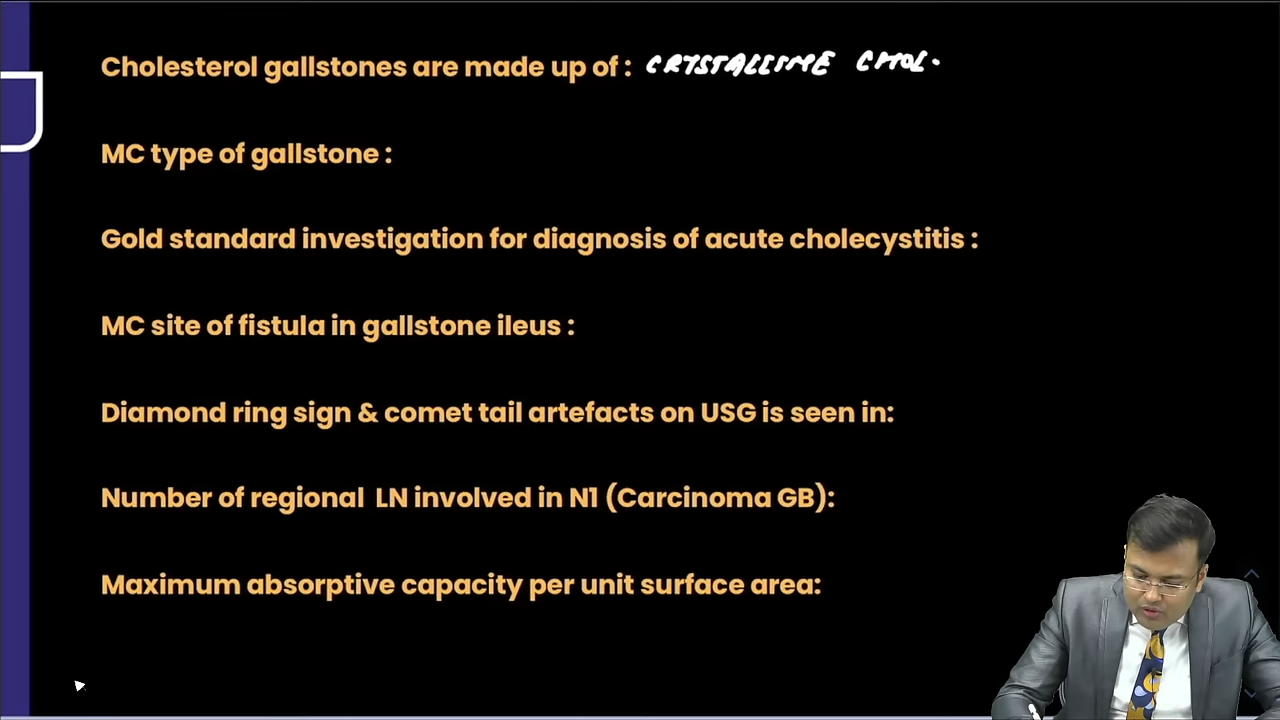 Cholesterol gallstones are made up of : CRYSTALLINE CHOL.
MC type of gallstone :
Gold standard investigation for diagnosis of acute cholecystitis :
MC site of fistula in gallstone ileus :
Diamond ring sign & comet tail artefacts on USG is seen in:
Number of regional LN involved in N1 (Carcinoma GB):
Maximum absorptive capacity per unit surface area: